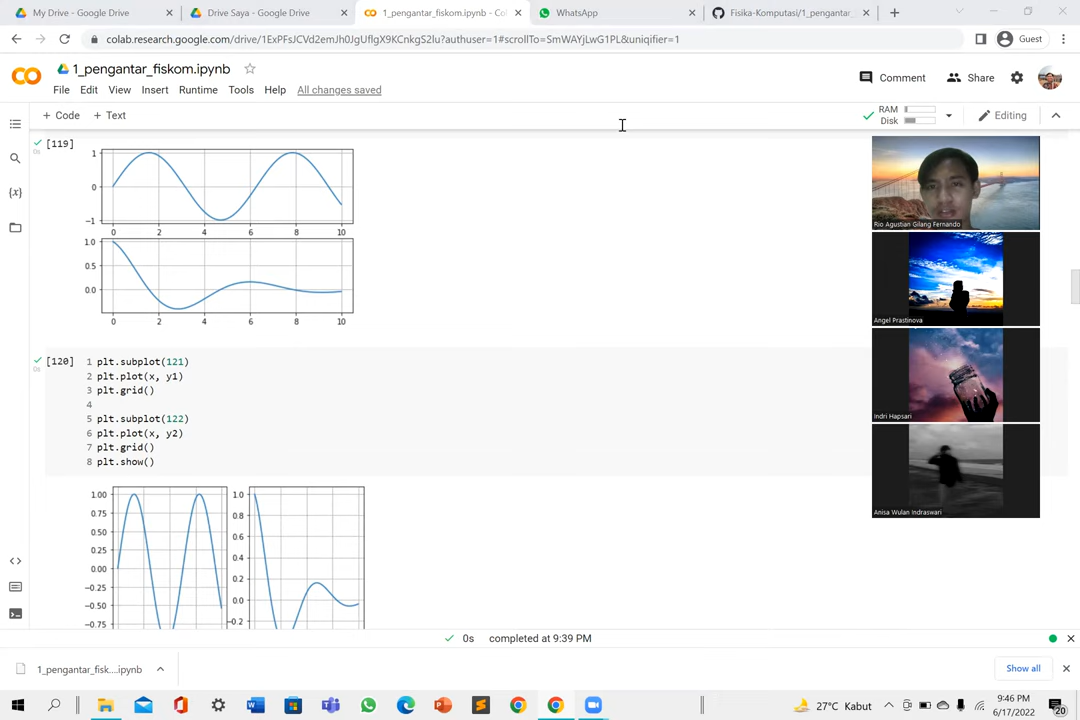 My Drive - Google Drive
Drive Saya - Google Drive
1_pengantar_fiskom.ipynb - Co
WhatsApp
Fisika-Komputasi/1_pengantar_
colab.research.google.com/drive/1ExPFsJCVd2emJh0JgUflgX9KCnkgS2lu?authuser=1#scrollTo=SmWAYjLwG1PL&uniqifier=1
Guest
1_pengantar_fiskom.ipynb
File Edit View Insert Runtime Tools Help All changes saved
Comment
Share
+ Code + Text
RAM
Disk
Editing
[119]
0s
1
0
−1
0 2 4 6 8 10
1.0
0.5
0.0
0 2 4 6 8 10
[120]
0s
1 plt.subplot(121)
2 plt.plot(x, y1)
3 plt.grid()
4
5 plt.subplot(122)
6 plt.plot(x, y2)
7 plt.grid()
8 plt.show()
1.00
0.75
0.50
0.25
0.00
−0.25
−0.50
−0.75
1.0
0.8
0.6
0.4
0.2
0.0
−0.2
Rio Agustian Gilang Fernando
Angel Prastinova
Indri Hapsari
Anisa Wulan Indraswari
0s completed at 9:39 PM
1_pengantar_fisk....ipynb
Show all
27°C Kabut
9:46 PM
6/17/2022
20